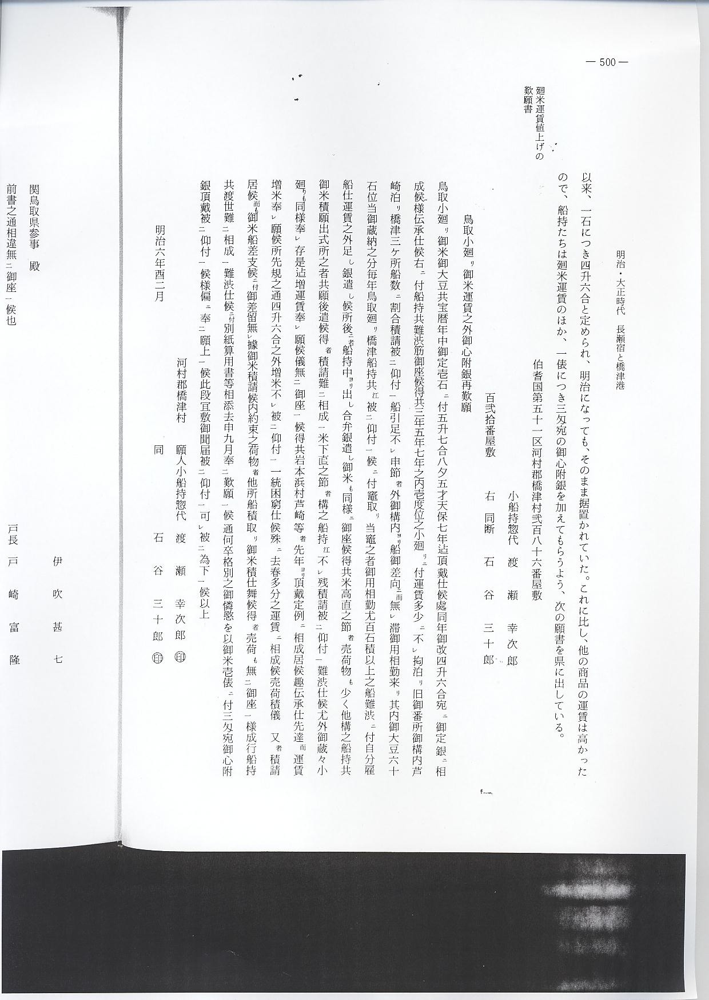 ― 500 ―
明治・大正時代　長瀬宿と橋津港
廻米運賃値上げの
歎願書
以来、一石につき四升六合と定められ、明治になっても、そのまま据置かれていた。これに比し、他の商品の運賃は高かった
ので、船持たちは廻米運賃のほか、一俵につき三匁宛の御心附銀を加えてもらうよう、次の願書を県に出している。
伯耆国第五十一区河村郡橋津村弐百八十六番屋敷
小船持惣代　渡瀬幸次郎
百弐拾番屋敷　右同断　石谷三十郎
鳥取小廻リ御米運賃之外御心附銀再歎願
鳥取小廻リ御米御大豆共宝暦年中御定壱石ニ付五升七合八夕五才天保七年迠頂戴仕候處同年御改四升六合宛ニ御定銀ニ相
成候様伝承仕候右ニ付船持共難渋筋御座候得共三年五年七年之内壱度位之小廻リニ付運賃多少ニ不レ拘泊リ旧御番所御構内芦
崎泊リ橋津三ケ所船数ニ割合積請被ニ仰付一船引足不レ申節者外御構内ヨリ船御差向ニ而無レ滞御用相勤来リ其内御大豆六十
石位当御蔵納之分毎年鳥取廻リ橋津船持共江被ニ仰付一候ニ付竈取リ当竈之者御用相勤尤百石積以上之船難渋ニ付自分雇
船仕運賃之外足し銀遣し候所後ニ者船持中ヨリ出し合弁銀遣し御米も同様ニ御座候得共米高直之節者売荷物も少く他構之船持共
御米積願出式所之者共願後遣候得者積請難ニ相成一米下直之節者構之船持江不レ残積請被ニ仰付一難渋仕候尤外御蔵々小
廻りも同様奉レ存是迠増運賃奉レ願候儀無ニ御座一候得共岩本浜村芦崎等者先年ヨリ頂戴定例ニ相成居候趣伝承仕先達而運賃
増米奉レ願候所先規之通四升六合之外増米不レ被ニ仰付一一統困窮仕候殊ニ去春多分之運賃ニ相成候売荷積儀又者積請
居候而も御米船差支候ニ付御差留無レ據御米積請候内約束之荷物者他所船積取リ御米積仕舞候得者売荷も無ニ御座一様成行船持
共渡世難ニ相成一難渋仕候ニ付別紙算用書等相添去申九月奉ニ歎願一候通何卒格別之御憐愍を以御米壱俵ニ付三匁宛御心附
銀頂戴被ニ仰付一候様偏ニ奉ニ願上一候此段宜敷御聞届被ニ仰付一可レ被ニ為下一候以上
河村郡橋津村　願人小船持惣代　渡瀬幸次郎㊞
明治六年酉二月　同　石谷三十郎㊞
伊吹甚七
関鳥取県参事　殿
戸長　戸崎富隆
前書之通相違無ニ御座一候也